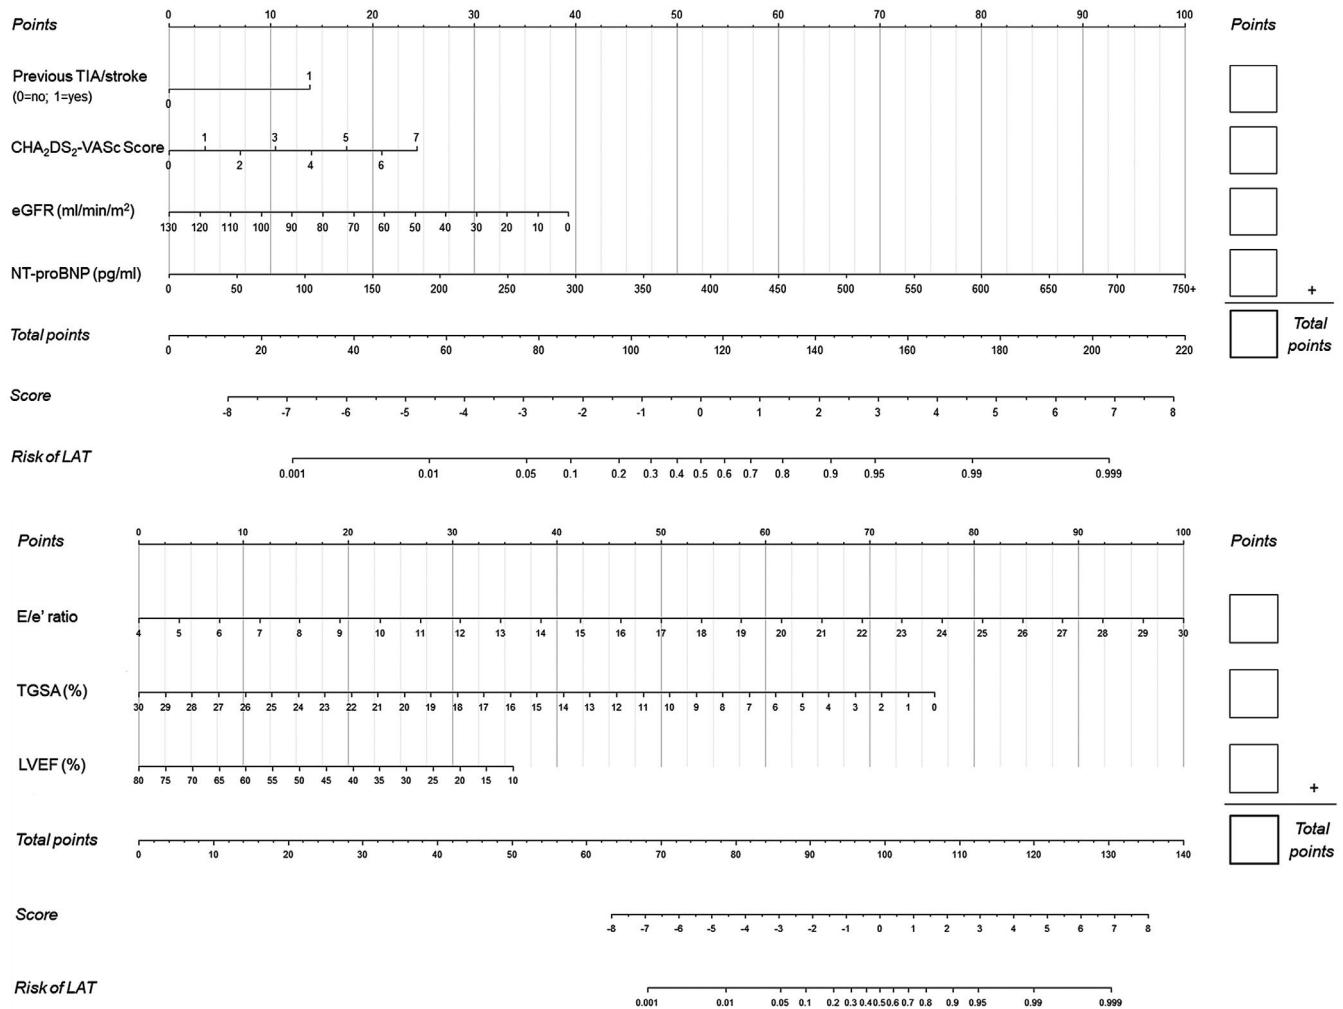 Points 0 10 20 30 40 50 60 70 80 90 100 Points
Previous TIA/stroke 1
(0=no; 1=yes) 0
1 3 5 7
CHA₂DS₂-VASc Score
0 2 4 6
eGFR (ml/min/m²)
130 120 110 100 90 80 70 60 50 40 30 20 10 0
NT-proBNP (pg/ml)
0 50 100 150 200 250 300 350 400 450 500 550 600 650 700 750+ +
Total points Total points
0 20 40 60 80 100 120 140 160 180 200 220
Score
-8 -7 -6 -5 -4 -3 -2 -1 0 1 2 3 4 5 6 7 8
Risk of LAT
0.001 0.01 0.05 0.1 0.2 0.3 0.4 0.5 0.6 0.7 0.8 0.9 0.95 0.99 0.999
Points 0 10 20 30 40 50 60 70 80 90 100 Points
E/e' ratio
4 5 6 7 8 9 10 11 12 13 14 15 16 17 18 19 20 21 22 23 24 25 26 27 28 29 30
TGSA (%)
30 29 28 27 26 25 24 23 22 21 20 19 18 17 16 15 14 13 12 11 10 9 8 7 6 5 4 3 2 1 0
LVEF (%)
80 75 70 65 60 55 50 45 40 35 30 25 20 15 10 +
Total points Total points
0 10 20 30 40 50 60 70 80 90 100 110 120 130 140
Score
-8 -7 -6 -5 -4 -3 -2 -1 0 1 2 3 4 5 6 7 8
Risk of LAT
0.001 0.01 0.05 0.1 0.2 0.3 0.4 0.5 0.6 0.7 0.8 0.9 0.95 0.99 0.999